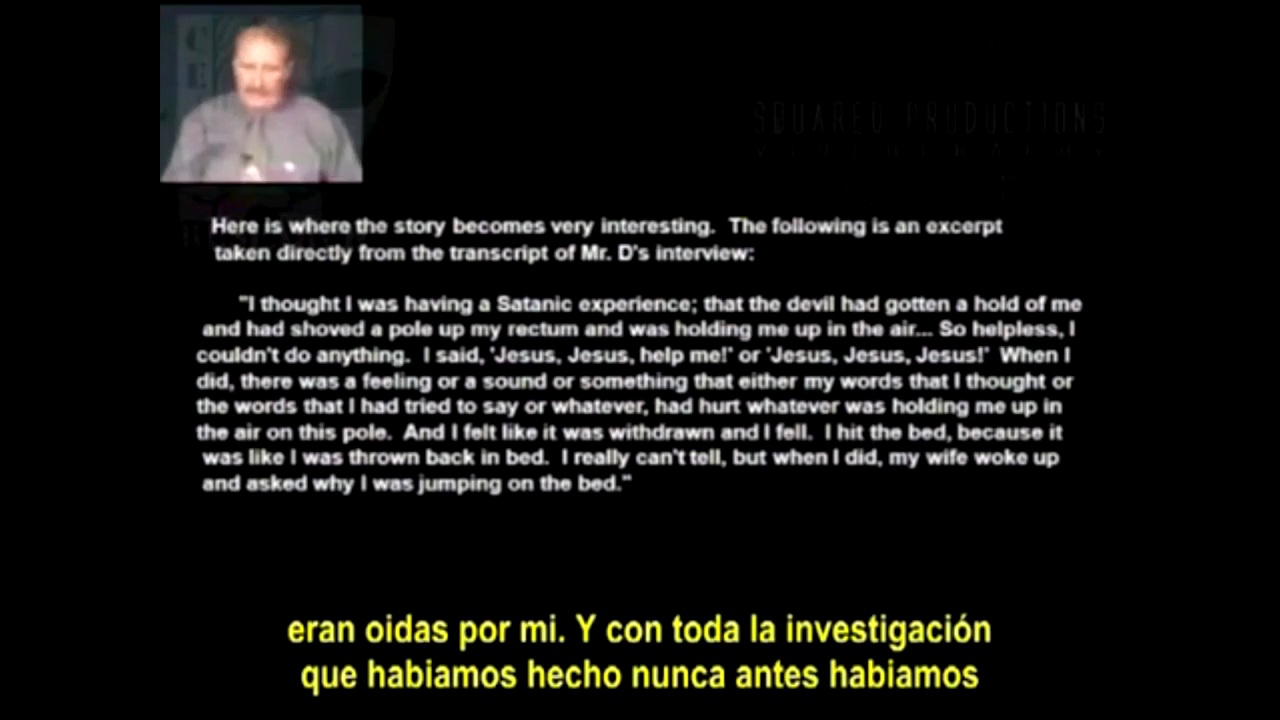 C
E
SQUARED PRODUCTIONS
Here is where the story becomes very interesting. The following is an excerpt
taken directly from the transcript of Mr. D's interview:
"I thought I was having a Satanic experience; that the devil had gotten a hold of me
and had shoved a pole up my rectum and was holding me up in the air... So helpless, I
couldn't do anything. I said, 'Jesus, Jesus, help me!' or 'Jesus, Jesus, Jesus!' When I
did, there was a feeling or a sound or something that either my words that I thought or
the words that I had tried to say or whatever, had hurt whatever was holding me up in
the air on this pole. And I felt like it was withdrawn and I fell. I hit the bed, because it
was like I was thrown back in bed. I really can't tell, but when I did, my wife woke up
and asked why I was jumping on the bed."
eran oidas por mi. Y con toda la investigación
que habiamos hecho nunca antes habiamos